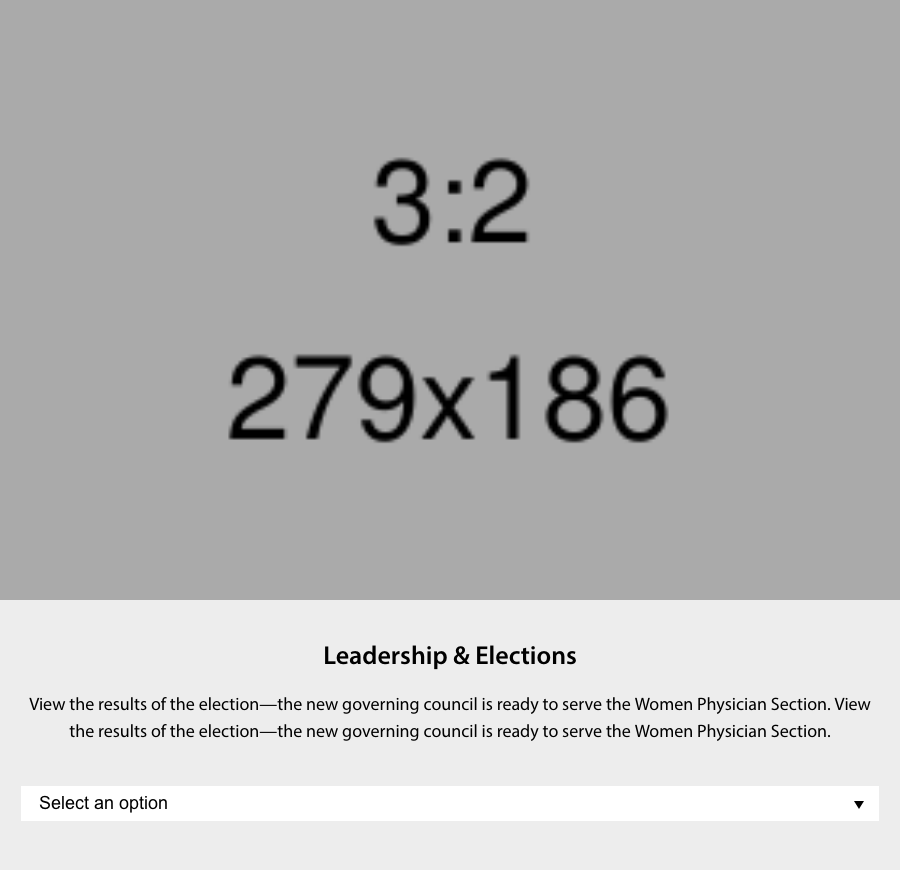 3:2
279x186
Leadership & Elections
View the results of the election—the new governing council is ready to serve the Women Physician Section. View
the results of the election—the new governing council is ready to serve the Women Physician Section.
Select an option